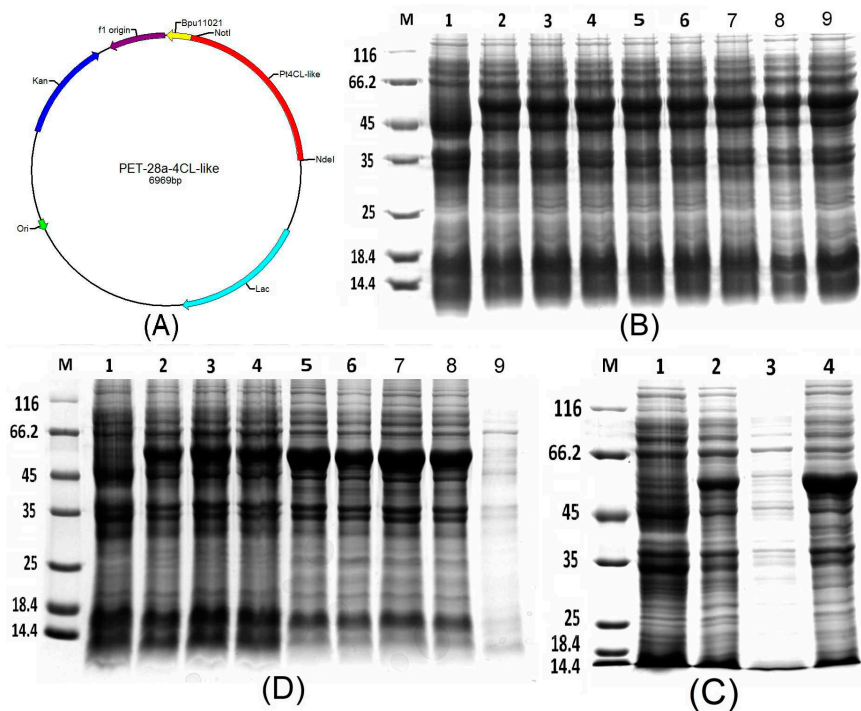 f1 origin
Bpu11021
NotI
Kan
Pt4CL-like
PET-28a-4CL-like
6969bp
NdeI
Ori
Lac
(A)
M 1 2 3 4 5 6 7 8 9
116
66.2
45
35
25
18.4
14.4
(B)
M 1 2 3 4 5 6 7 8 9
116
66.2
45
35
25
18.4
14.4
(D)
M 1 2 3 4
116
66.2
45
35
25
18.4
14.4
(C)